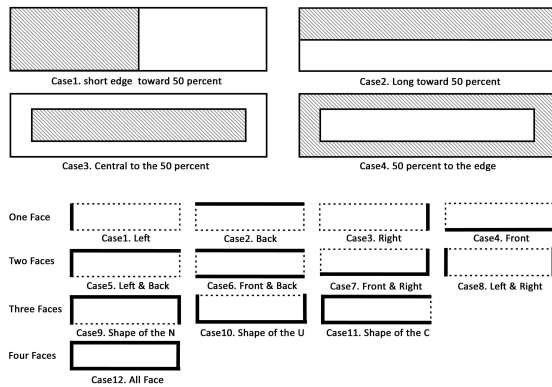 Case1. short edge toward 50 percent
Case2. Long toward 50 percent
Case3. Central to the 50 percent
Case4. 50 percent to the edge
One Face
Case1. Left
Case2. Back
Case3. Right
Case4. Front
Two Faces
Case5. Left & Back
Case6. Front & Back
Case7. Front & Right
Case8. Left & Right
Three Faces
Case9. Shape of the N
Case10. Shape of the U
Case11. Shape of the C
Four Faces
Case12. All Face